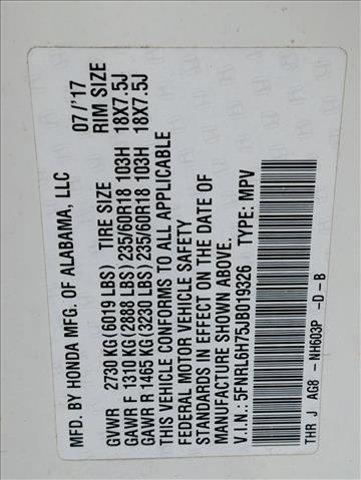 MFD. BY HONDA MFG. OF ALABAMA, LLC 07/'17
GVWR 2730 KG(6019 LBS) TIRE SIZE RIM SIZE
GAWR F 1310 KG(2888 LBS)235/60R18 103H 18X7.5J
GAWR R 1465 KG(3230 LBS)235/60R18 103H 18X7.5J
THIS VEHICLE CONFORMS TO ALL APPLICABLE
FEDERAL MOTOR VEHICLE SAFETY
STANDARDS IN EFFECT ON THE DATE OF
MANUFACTURE SHOWN ABOVE.
V.I.N.: 5FNRL6H75JB019326 TYPE: MPV
THR J AG8 -NH603P -D -B